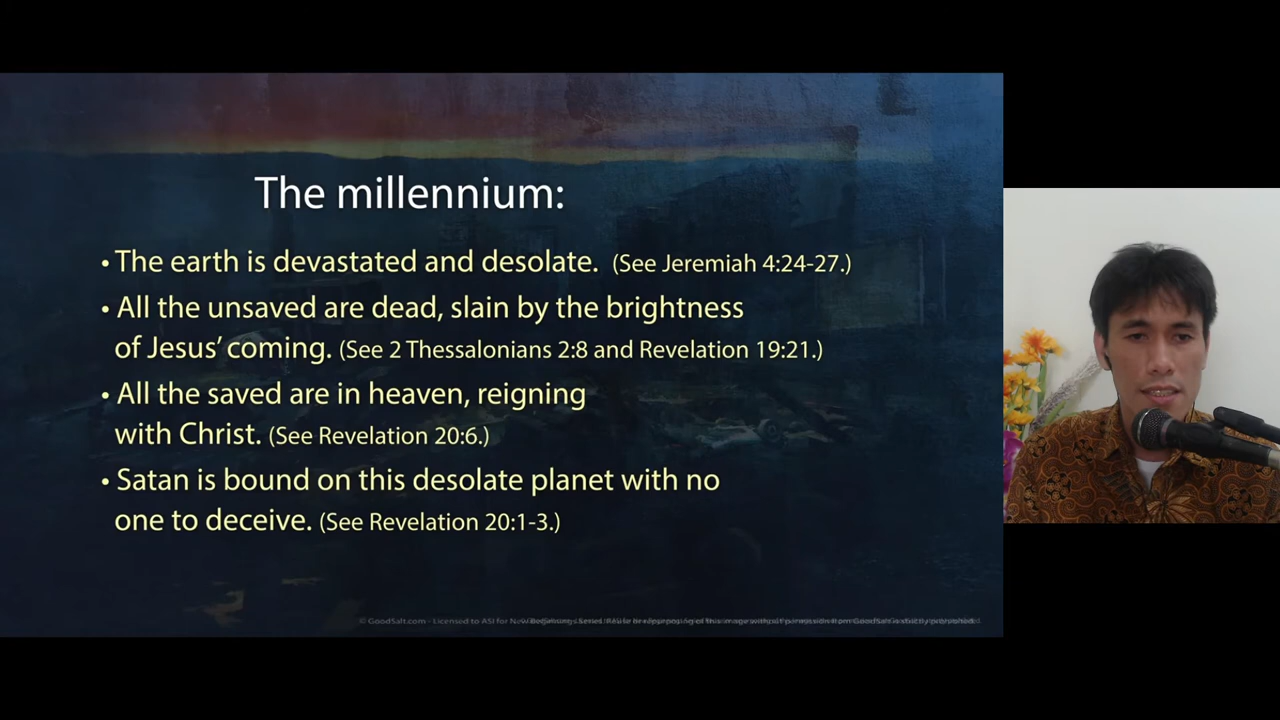 The millennium:
• The earth is devastated and desolate. (See Jeremiah 4:24-27.)
• All the unsaved are dead, slain by the brightness
of Jesus’ coming. (See 2 Thessalonians 2:8 and Revelation 19:21.)
• All the saved are in heaven, reigning
with Christ. (See Revelation 20:6.)
• Satan is bound on this desolate planet with no
one to deceive. (See Revelation 20:1-3.)
© GoodSalt.com - Licensed to ASI for New Beginnings Series.